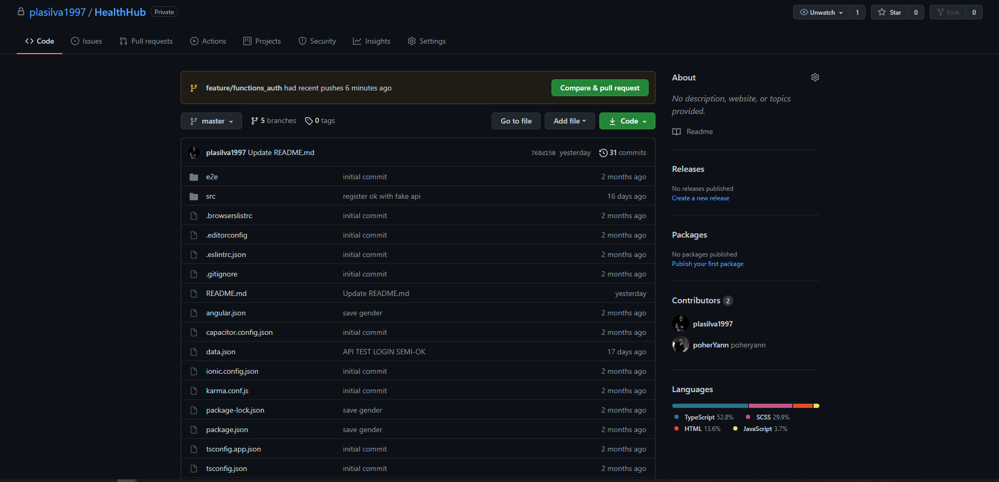 plasilva1997 / HealthHub Private
Unwatch 1 Star 0 Fork 0
Code Issues Pull requests Actions Projects Security Insights Settings
feature/functions_auth had recent pushes 6 minutes ago
Compare & pull request
master 5 branches 0 tags
Go to file Add file Code
plasilva1997 Update README.md 768d150 yesterday 31 commits
e2e initial commit 2 months ago
src register ok with fake api 16 days ago
.browserslistrc initial commit 2 months ago
.editorconfig initial commit 2 months ago
.eslintrc.json initial commit 2 months ago
.gitignore initial commit 2 months ago
README.md Update README.md yesterday
angular.json save gender 2 months ago
capacitor.config.json initial commit 2 months ago
data.json API TEST LOGIN SEMI-OK 17 days ago
ionic.config.json initial commit 2 months ago
karma.conf.js initial commit 2 months ago
package-lock.json save gender 2 months ago
package.json save gender 2 months ago
tsconfig.app.json initial commit 2 months ago
tsconfig.json initial commit 2 months ago
About
No description, website, or topics
provided.
Readme
Releases
No releases published
Create a new release
Packages
No packages published
Publish your first package
Contributors 2
plasilva1997
poherYann poheryann
Languages
TypeScript 52.8% SCSS 29.9%
HTML 13.6% JavaScript 3.7%